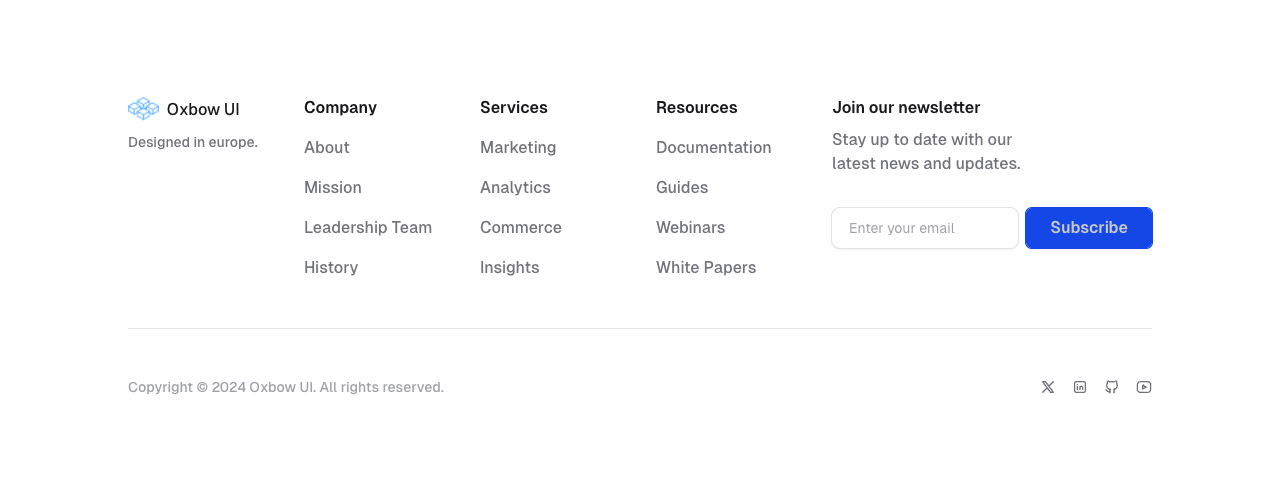 Oxbow UI
Designed in europe.
Company
About
Mission
Leadership Team
History
Services
Marketing
Analytics
Commerce
Insights
Resources
Documentation
Guides
Webinars
White Papers
Join our newsletter
Stay up to date with our
latest news and updates.
Enter your email
Subscribe
Copyright © 2024 Oxbow UI. All rights reserved.